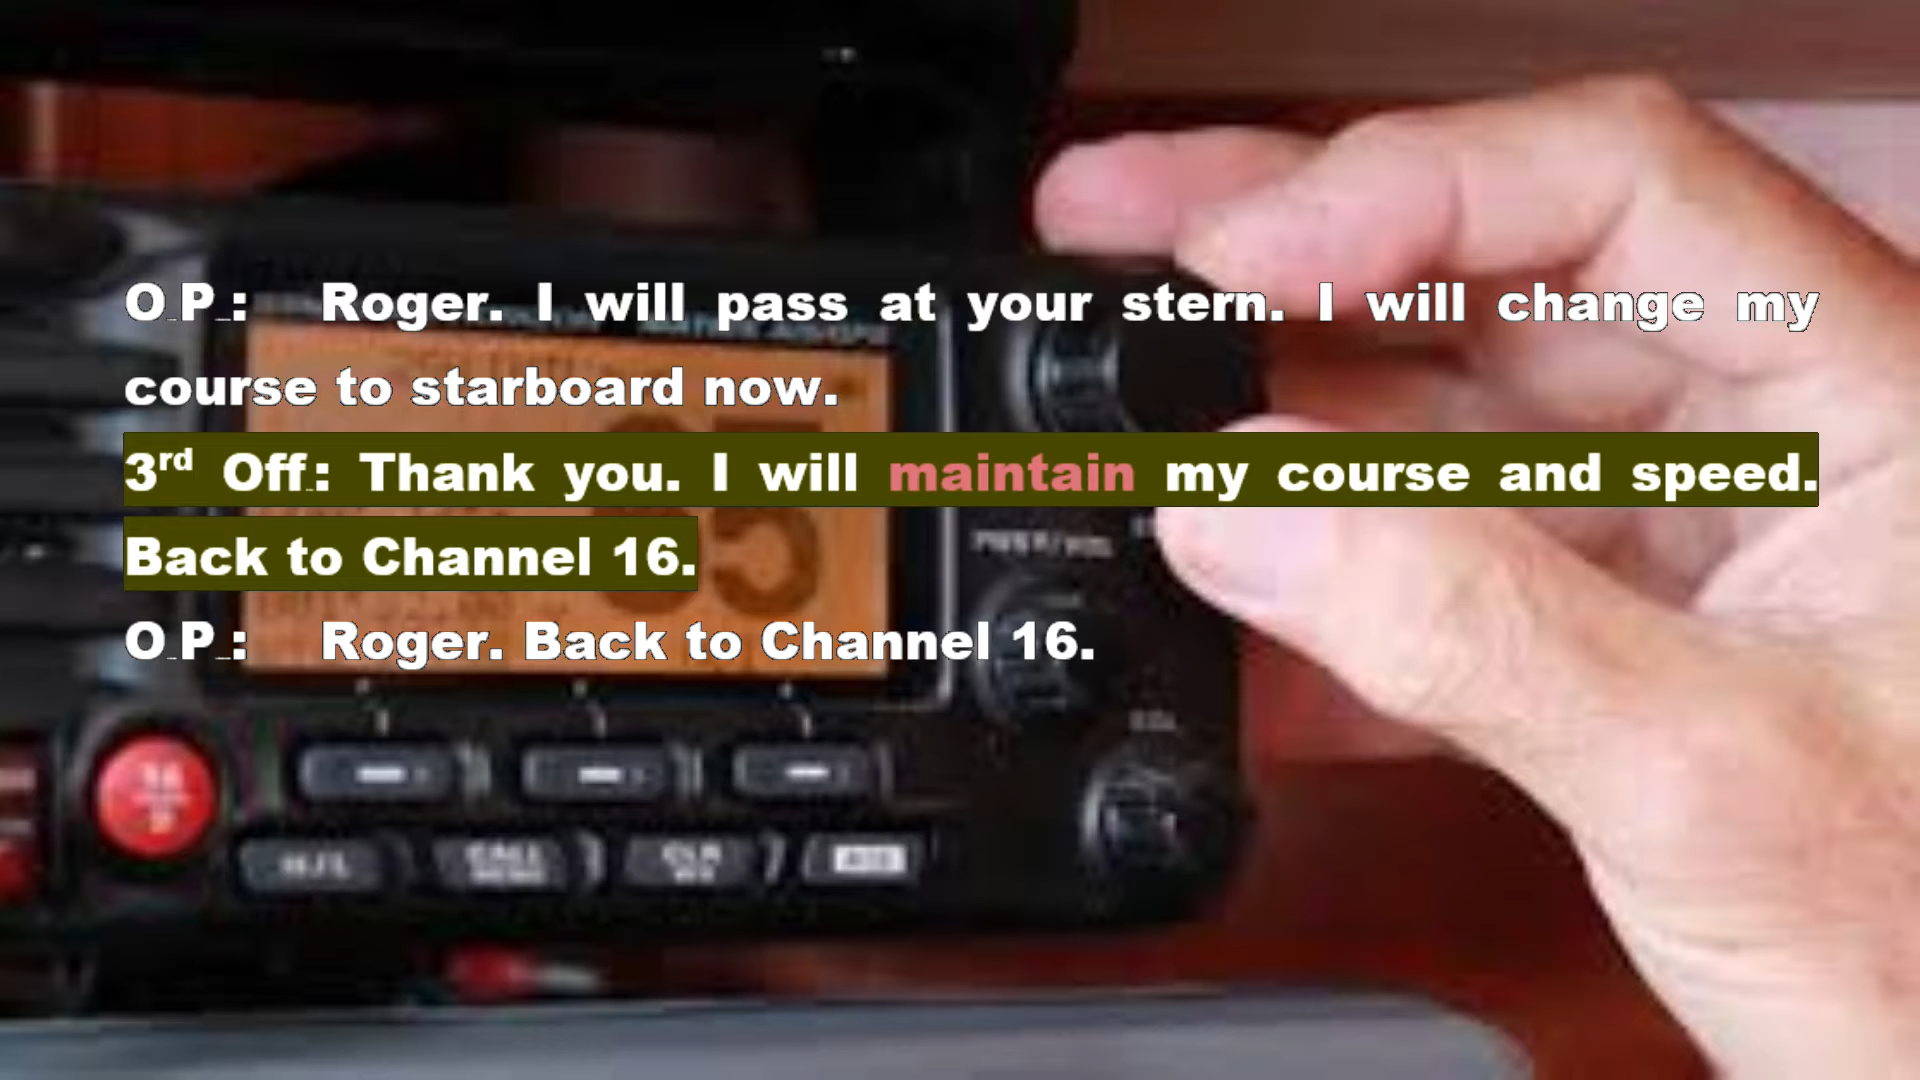 O.P.: Roger. I will pass at your stern. I will change my
course to starboard now.
3rd Off.: Thank you. I will maintain my course and speed.
Back to Channel 16.
O.P.: Roger. Back to Channel 16.